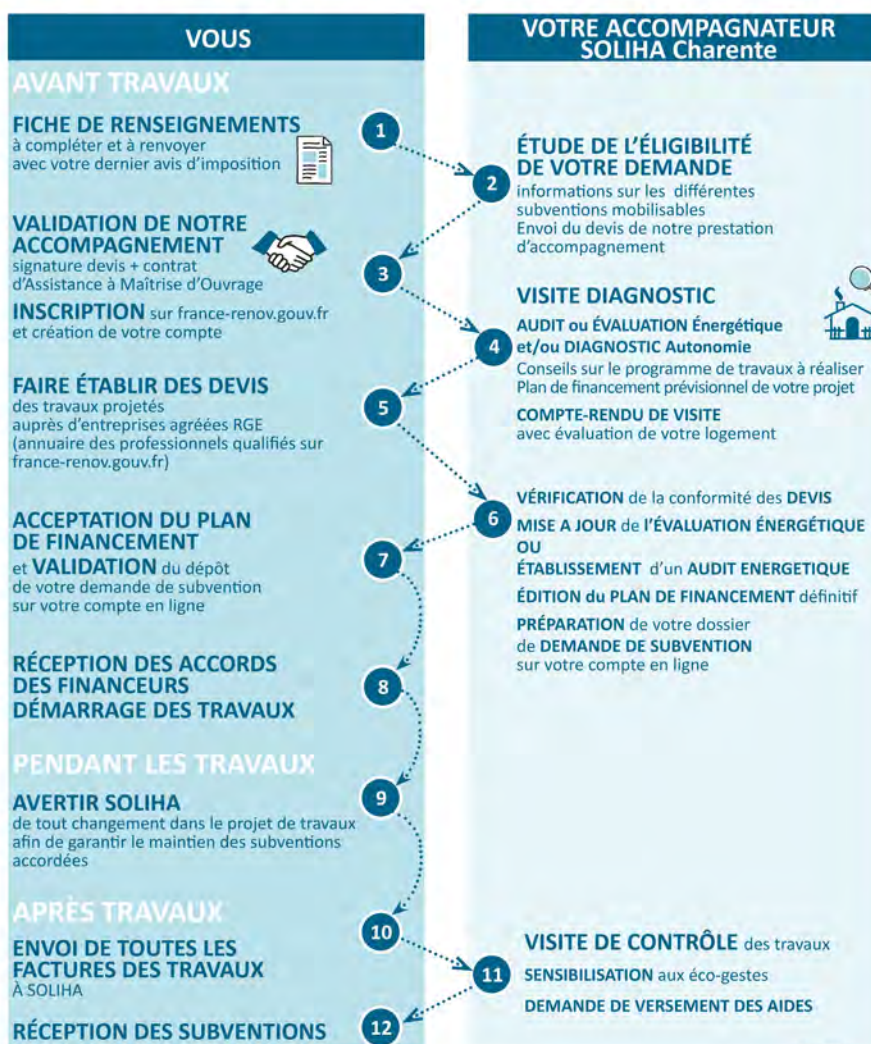 VOUS
AVANT TRAVAUX
FICHE DE RENSEIGNEMENTS
à compléter et à renvoyer
avec votre dernier avis d'imposition
1
VALIDATION DE NOTRE
ACCOMPAGNEMENT
signature devis + contrat
d'Assistance à Maîtrise d'Ouvrage
INSCRIPTION sur france-renov.gouv.fr
et création de votre compte
3
FAIRE ÉTABLIR DES DEVIS
des travaux projetés
auprès d'entreprises agréées RGE
(annuaire des professionnels qualifiés sur
france-renov.gouv.fr)
5
ACCEPTATION DU PLAN
DE FINANCEMENT
et VALIDATION du dépôt
de votre demande de subvention
sur votre compte en ligne
7
RÉCEPTION DES ACCORDS
DES FINANCEURS
DÉMARRAGE DES TRAVAUX
8
PENDANT LES TRAVAUX
AVERTIR SOLIHA
de tout changement dans le projet de travaux
afin de garantir le maintien des subventions
accordées
9
APRÈS TRAVAUX
ENVOI DE TOUTES LES
FACTURES DES TRAVAUX
À SOLIHA
10
RÉCEPTION DES SUBVENTIONS
12
VOTRE ACCOMPAGNATEUR
SOLIHA Charente
2
ÉTUDE DE L'ÉLIGIBILITÉ
DE VOTRE DEMANDE
informations sur les différentes
subventions mobilisables
Envoi du devis de notre prestation
d'accompagnement
4
VISITE DIAGNOSTIC
AUDIT ou ÉVALUATION Énergétique
et/ou DIAGNOSTIC Autonomie
Conseils sur le programme de travaux à réaliser
Plan de financement prévisionnel de votre projet
COMPTE-RENDU DE VISITE
avec évaluation de votre logement
6
VÉRIFICATION de la conformité des DEVIS
MISE A JOUR de l'ÉVALUATION ÉNERGÉTIQUE
OU
ÉTABLISSEMENT d'un AUDIT ENERGETIQUE
ÉDITION du PLAN DE FINANCEMENT définitif
PRÉPARATION de votre dossier
de DEMANDE DE SUBVENTION
sur votre compte en ligne
11
VISITE DE CONTRÔLE des travaux
SENSIBILISATION aux éco-gestes
DEMANDE DE VERSEMENT DES AIDES